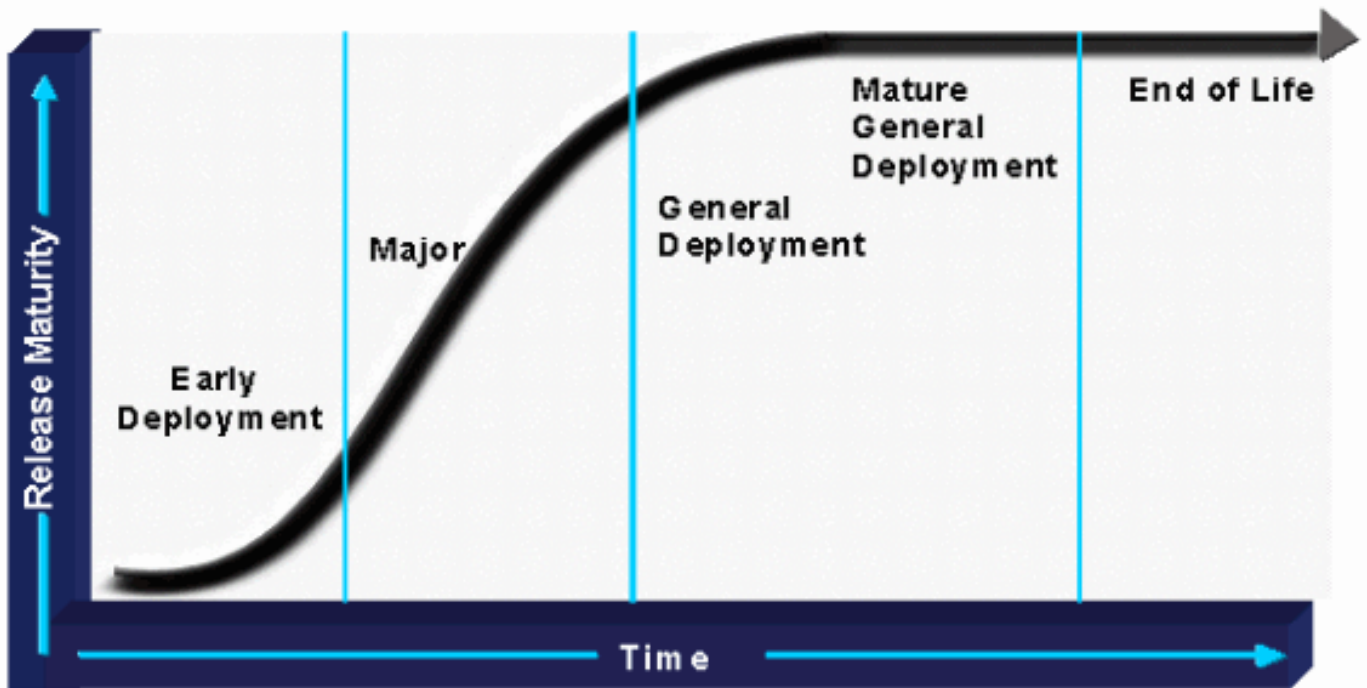 Release Maturity
Early
Deployment
Major
General
Deployment
Mature
General
Deployment
End of Life
Time